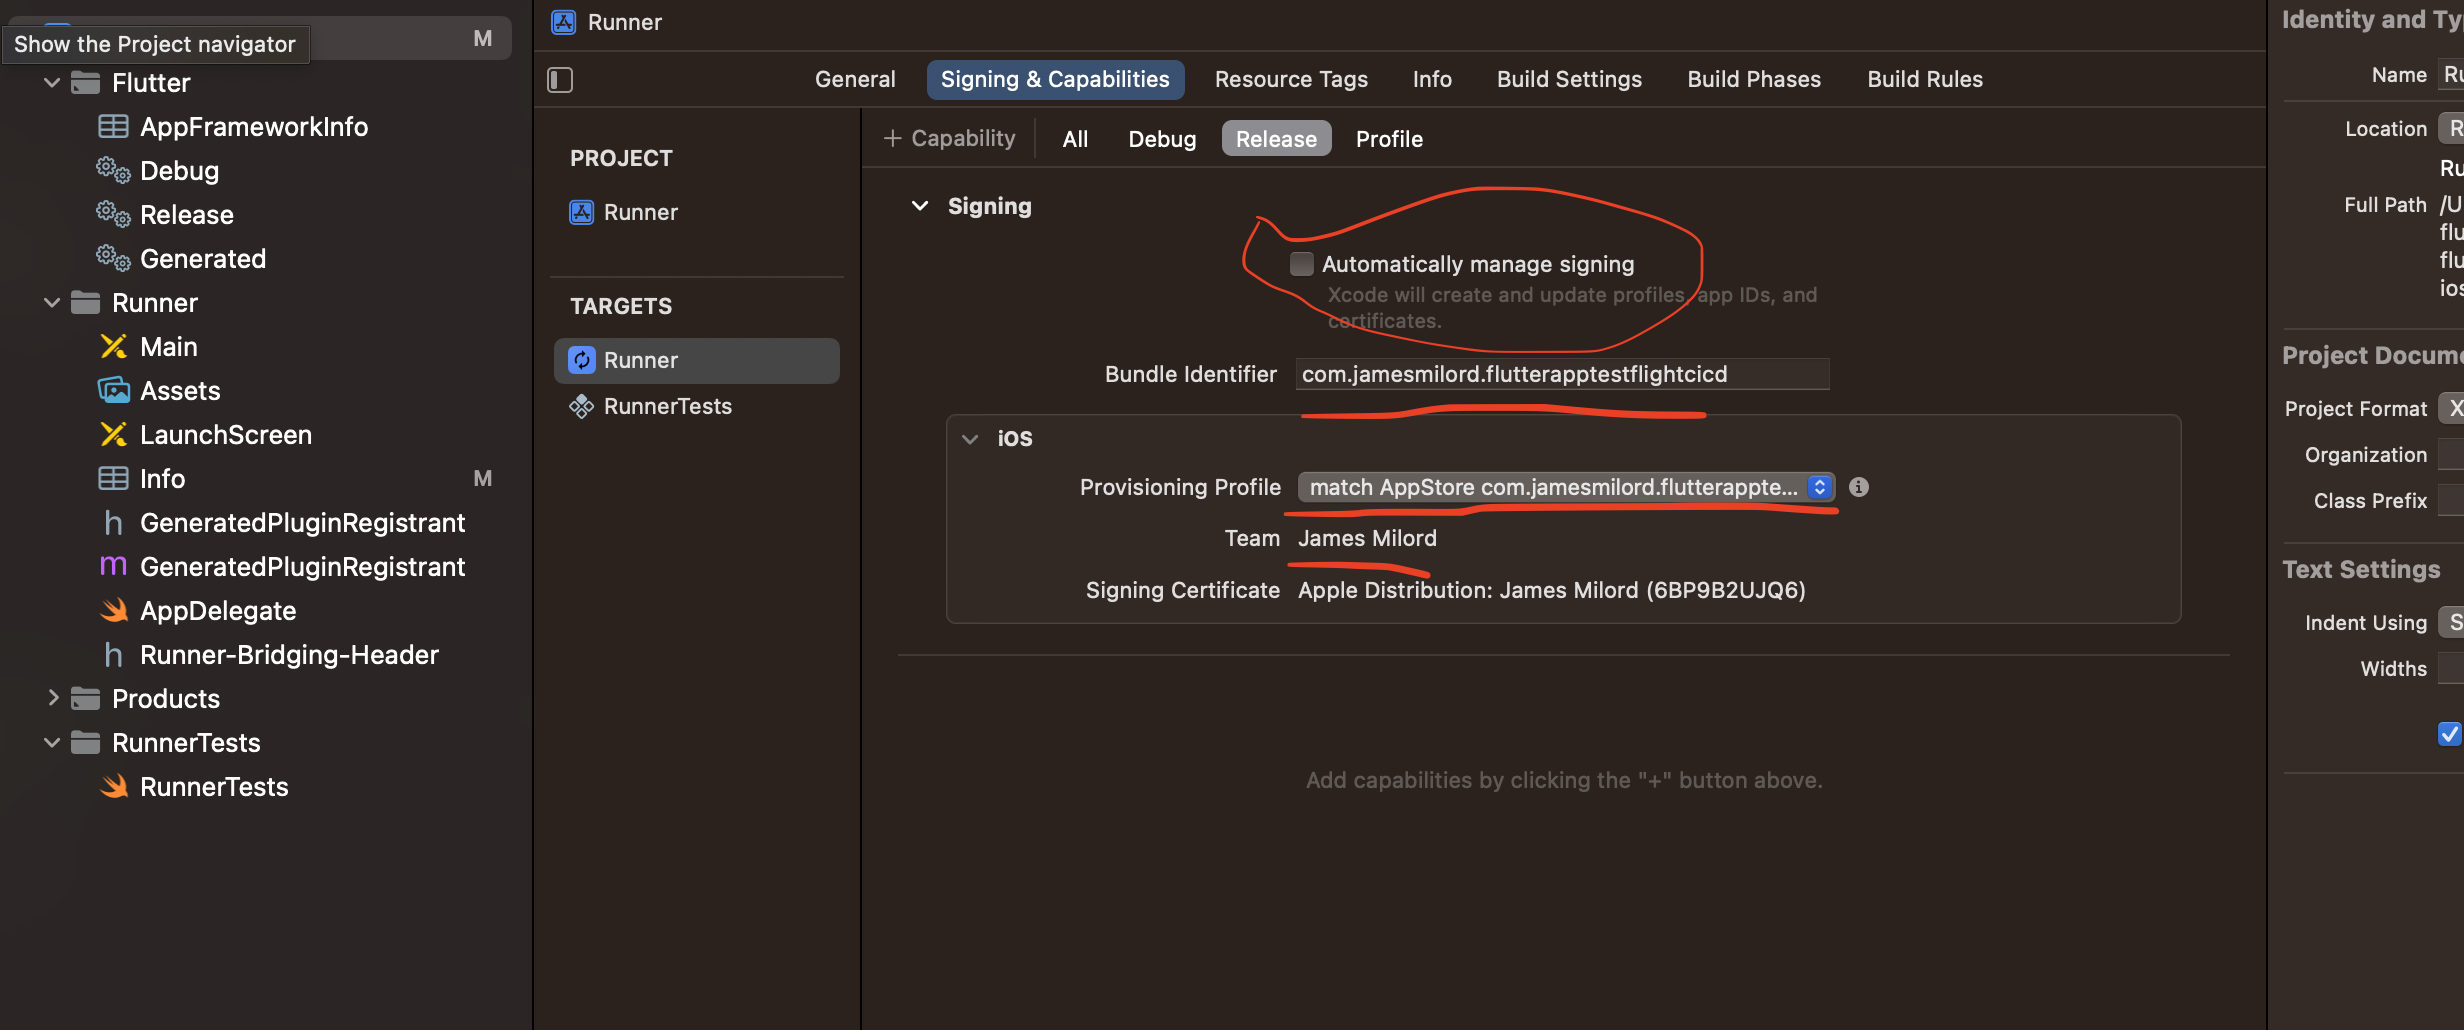 Show the Project navigator
M
Flutter
AppFrameworkInfo
Debug
Release
Generated
Runner
Main
Assets
LaunchScreen
Info
M
h GeneratedPluginRegistrant
m GeneratedPluginRegistrant
AppDelegate
h Runner-Bridging-Header
Products
RunnerTests
RunnerTests
Runner
General Signing & Capabilities Resource Tags Info Build Settings Build Phases Build Rules
PROJECT
Runner
TARGETS
Runner
RunnerTests
+ Capability All Debug Release Profile
Signing
Automatically manage signing
Xcode will create and update profiles, app IDs, and
certificates.
Bundle Identifier com.jamesmilord.flutterapptestflightcicd
iOS
Provisioning Profile match AppStore com.jamesmilord.flutterappte...
Team James Milord
Signing Certificate Apple Distribution: James Milord (6BP9B2UJQ6)
Add capabilities by clicking the "+" button above.
Identity and Ty
Name Ru
Location R
Ru
Full Path /U
flu
flu
ios
Project Docume
Project Format X
Organization
Class Prefix
Text Settings
Indent Using S
Widths